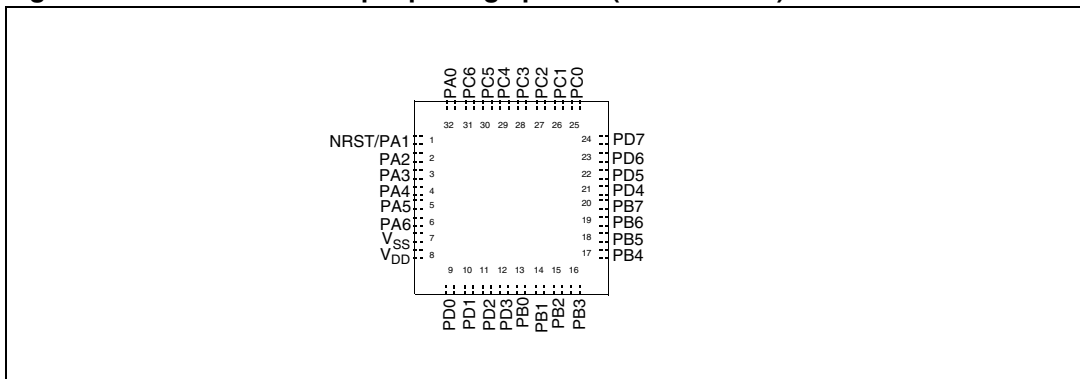 PA0 PC6 PC5 PC4 PC3 PC2 PC1 PC0
32 31 30 29 28 27 26 25
NRST/PA1 1 24 PD7
PA2 2 23 PD6
PA3 3 22 PD5
PA4 4 21 PD4
PA5 5 20 PB7
PA6 6 19 PB6
VSS 7 18 PB5
VDD 8 17 PB4
9 10 11 12 13 14 15 16
PD0 PD1 PD2 PD3 PB0 PB1 PB2 PB3